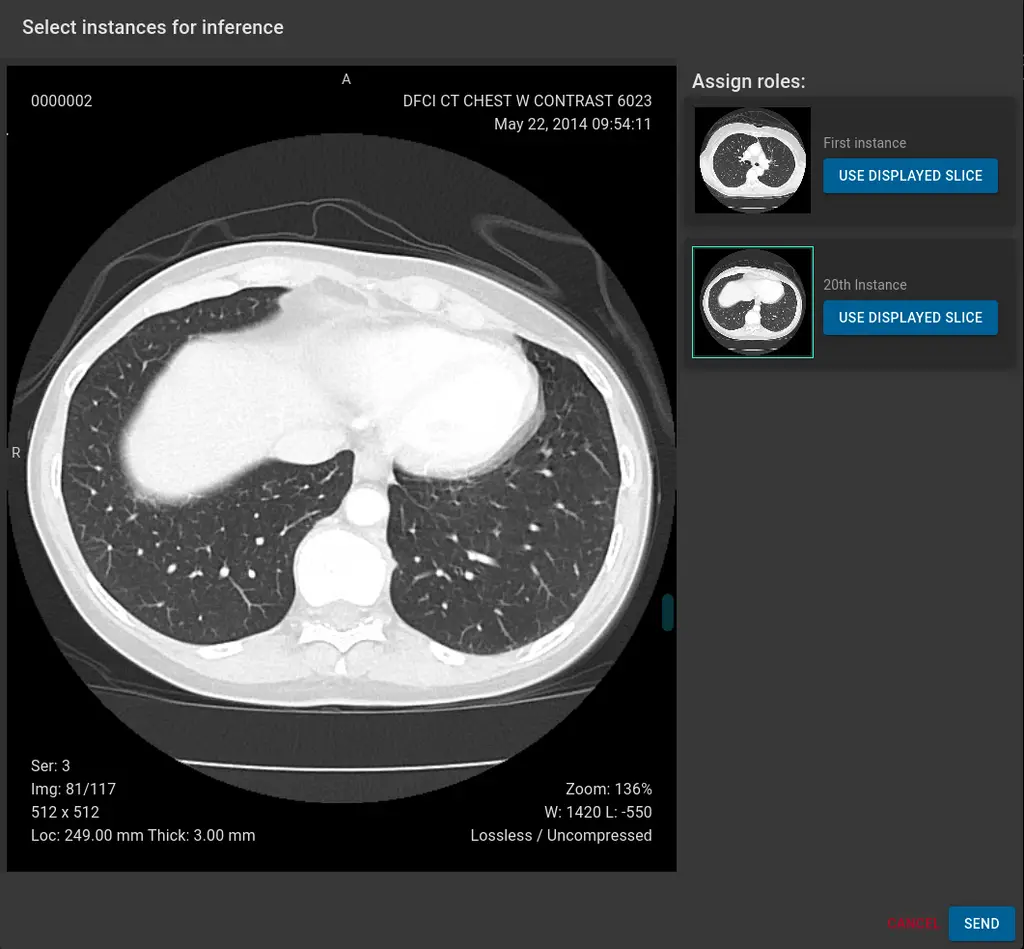 Select instances for inference
A
0000002
DFCI CT CHEST W CONTRAST 6023
May 22, 2014 09:54:11
R
Ser: 3
Img: 81/117
512 x 512
Loc: 249.00 mm Thick: 3.00 mm
Zoom: 136%
W: 1420 L: -550
Lossless / Uncompressed
Assign roles:
First instance
USE DISPLAYED SLICE
20th Instance
USE DISPLAYED SLICE
CANCEL
SEND